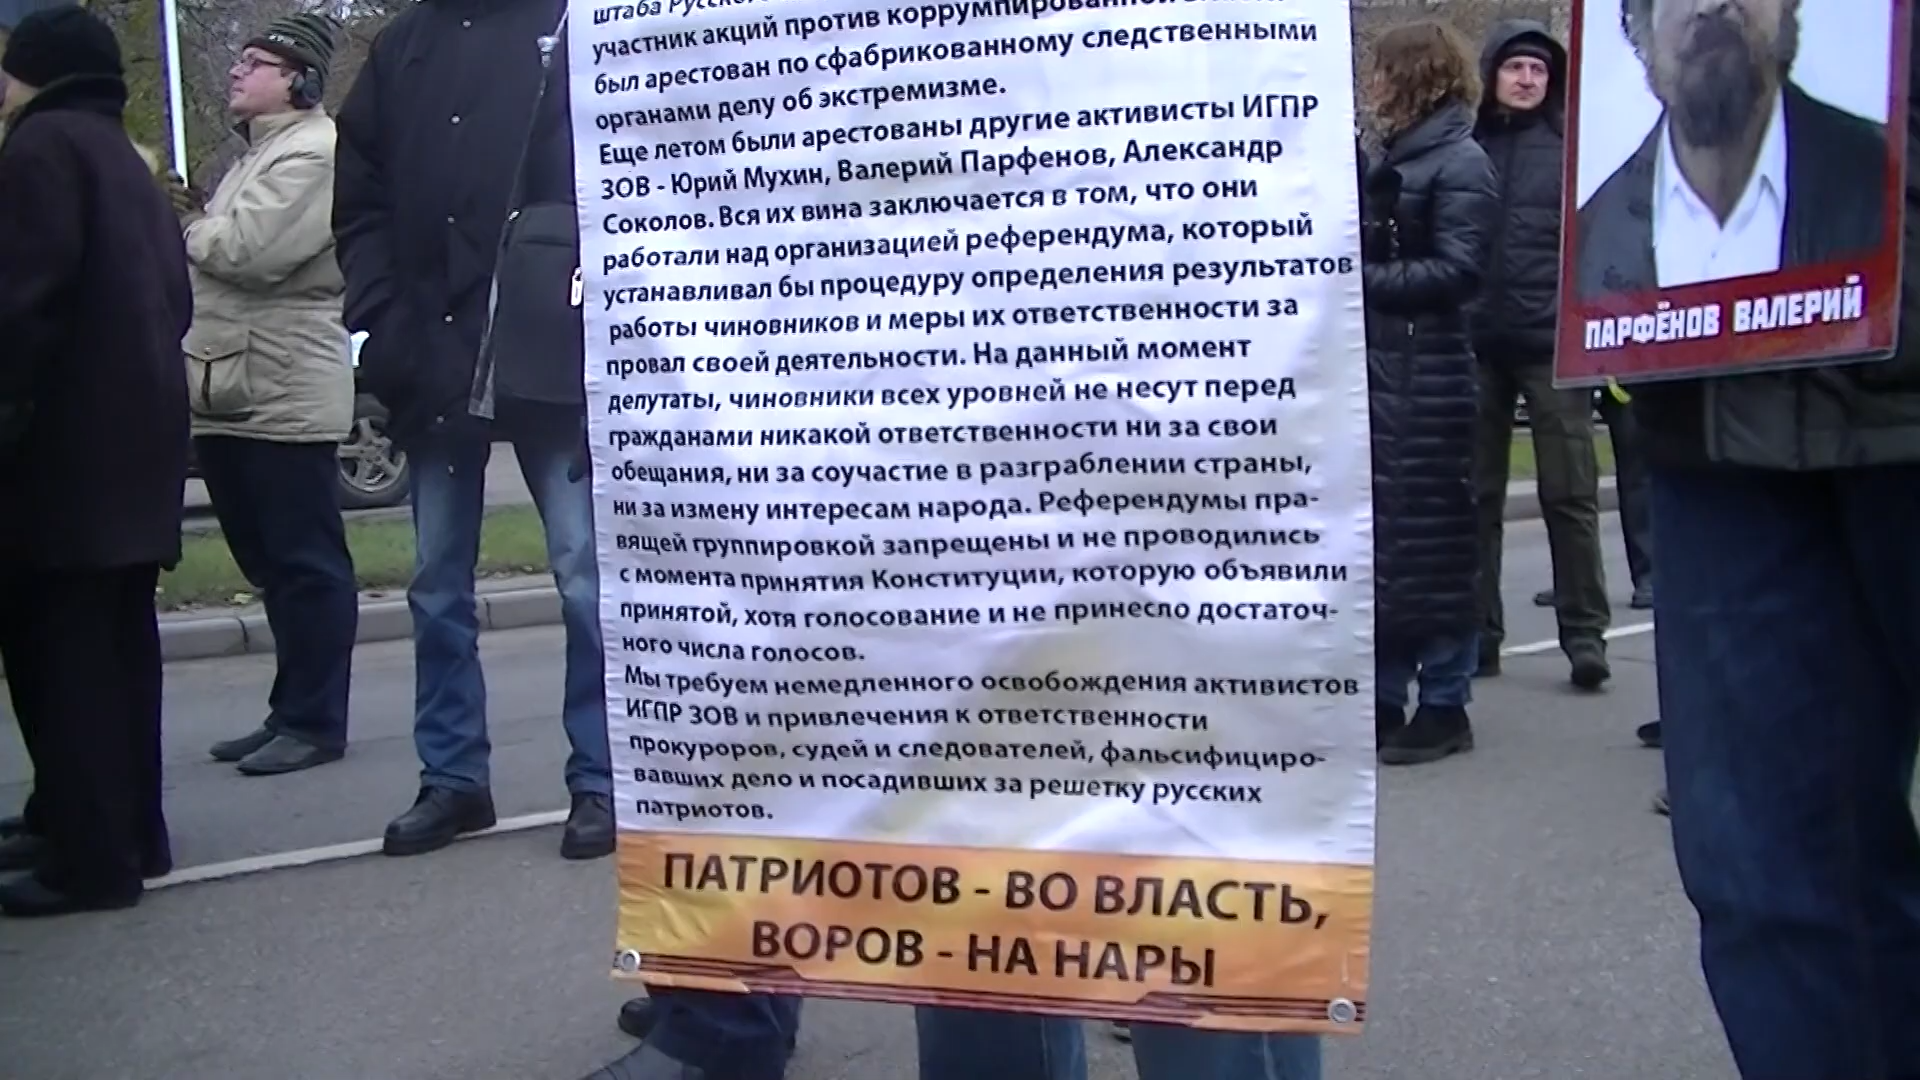 штаба Русского
участник акций против коррумпированной
был арестован по сфабрикованному следственными
органами делу об экстремизме.
Еще летом были арестованы другие активисты ИГПР
ЗОВ - Юрий Мухин, Валерий Парфенов, Александр
Соколов. Вся их вина заключается в том, что они
работали над организацией референдума, который
устанавливал бы процедуру определения результатов
работы чиновников и меры их ответственности за
провал своей деятельности. На данный момент
депутаты, чиновники всех уровней не несут перед
гражданами никакой ответственности ни за свои
обещания, ни за соучастие в разграблении страны,
ни за измену интересам народа. Референдумы пра-
вящей группировкой запрещены и не проводились
с момента принятия Конституции, которую объявили
принятой, хотя голосование и не принесло достаточ-
ного числа голосов.
Мы требуем немедленного освобождения активистов
ИГПР ЗОВ и привлечения к ответственности
прокуроров, судей и следователей, фальсифициро-
вавших дело и посадивших за решетку русских
патриотов.
ПАТРИОТОВ - ВО ВЛАСТЬ,
ВОРОВ - НА НАРЫ
ПАРФЁНОВ ВАЛЕРИЙ